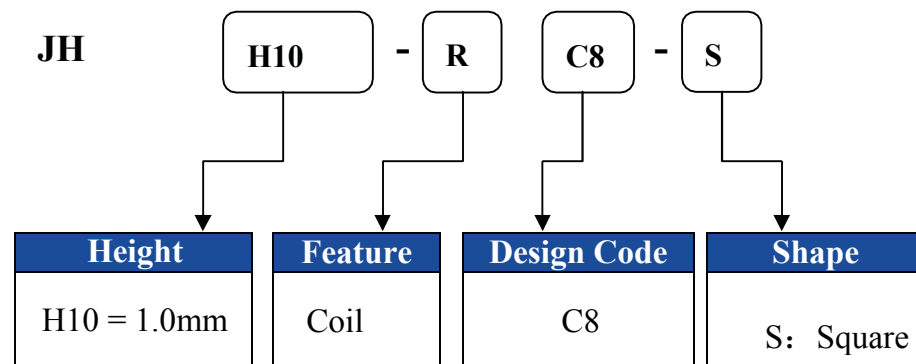 JH H10 - R C8 - S
Height Feature Design Code Shape
H10 = 1.0mm Coil C8 S：Square